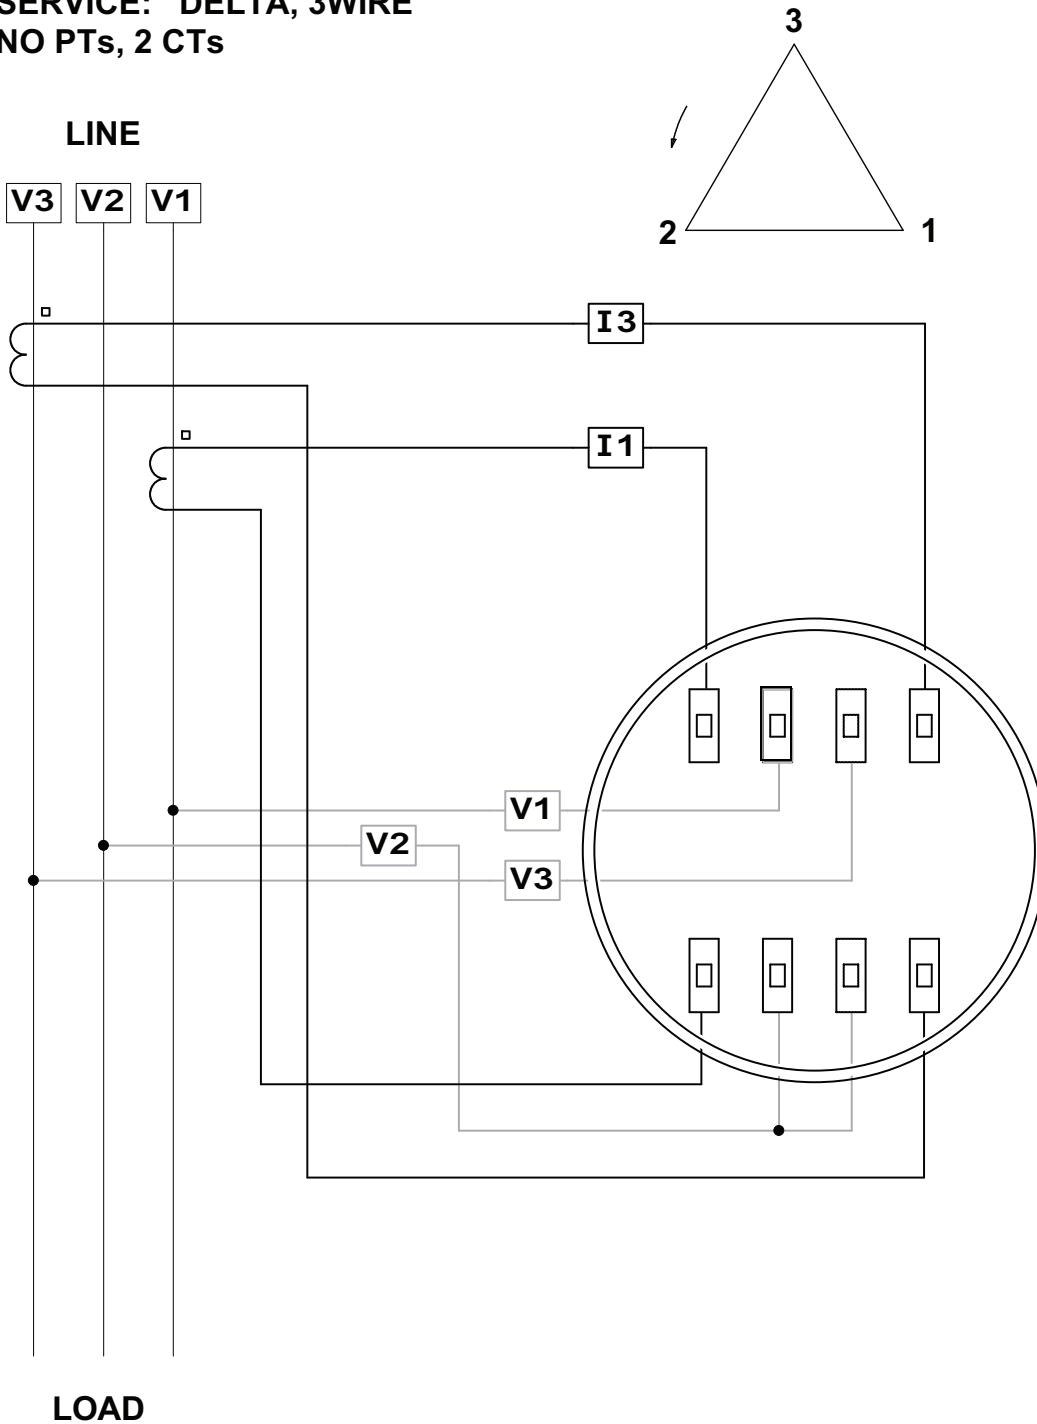 SERVICE: DELTA, 3WIRE
NO PTs, 2 CTs
3
LINE
V3 V2 V1
2 1
I3
I1
V1
V2
V3
LOAD